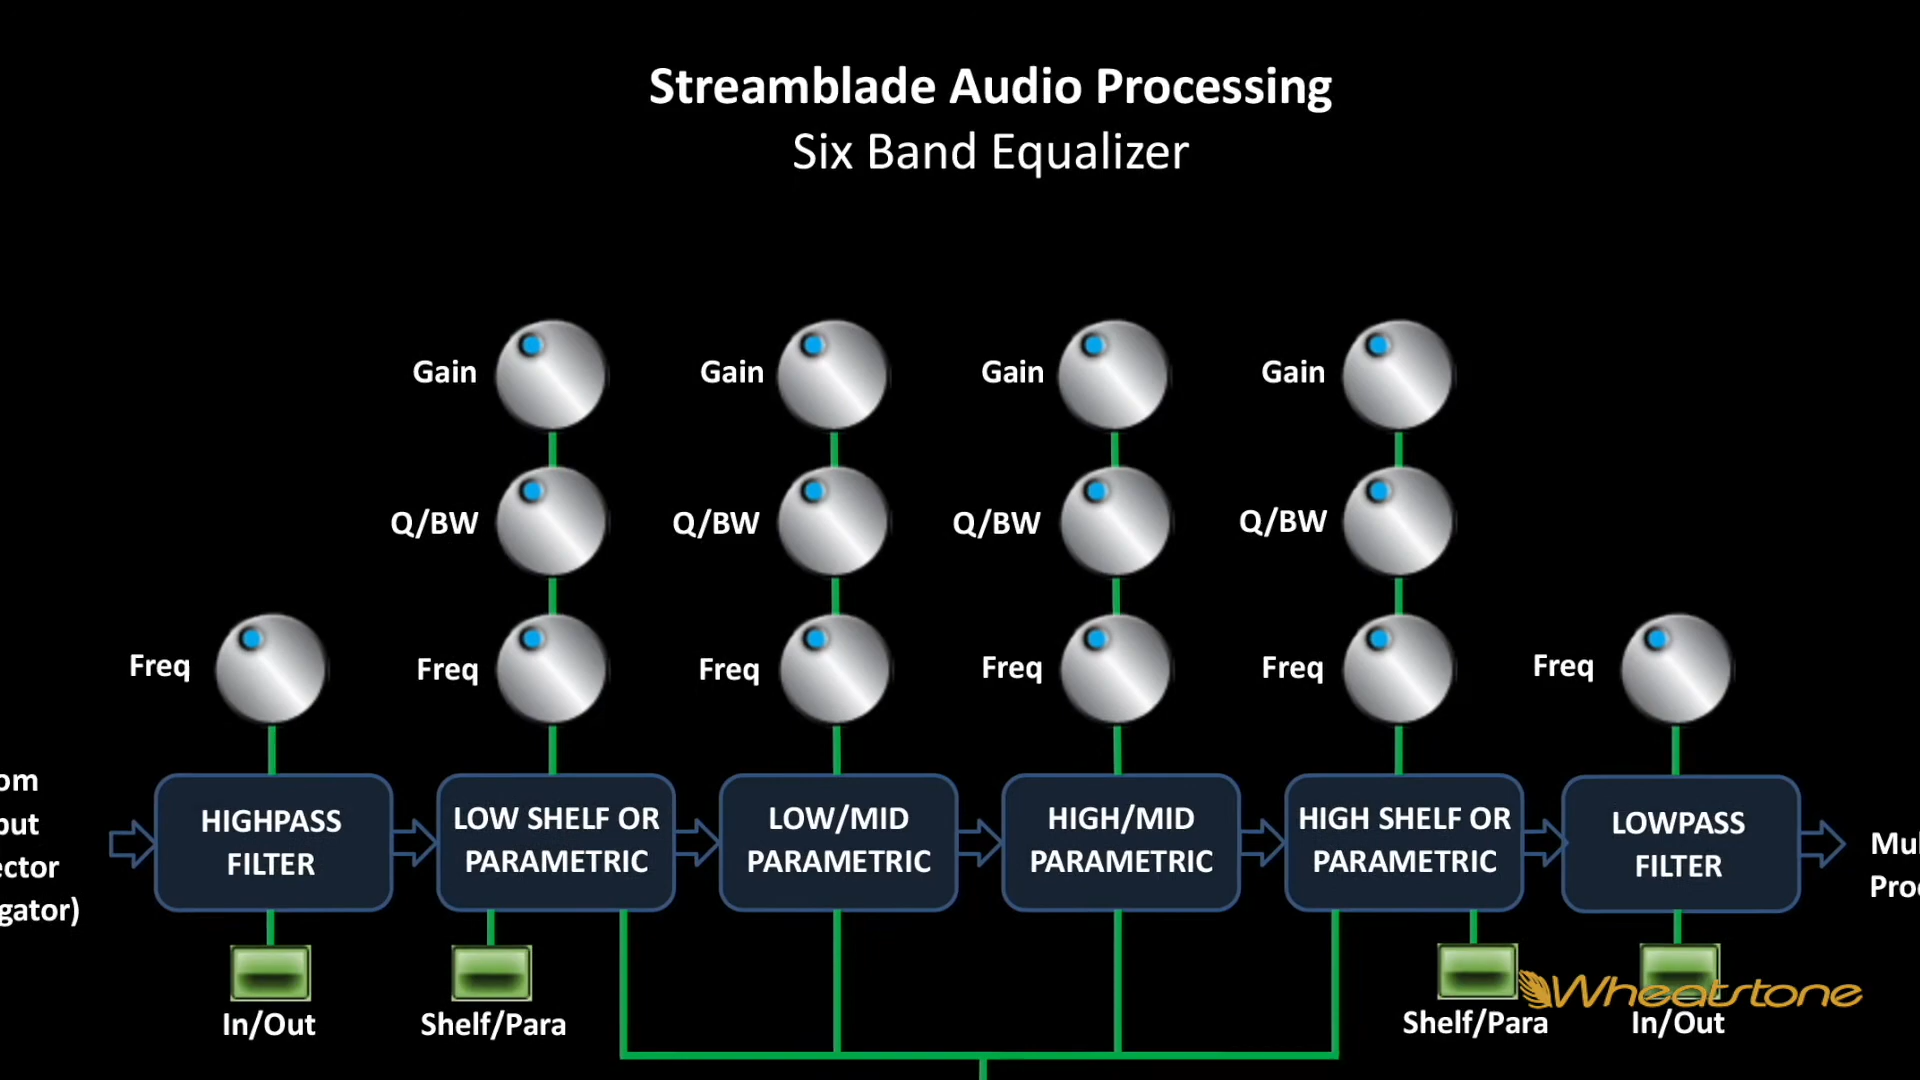 Streamblade Audio Processing
Six Band Equalizer
Gain
Gain
Gain
Gain
Q/BW
Q/BW
Q/BW
Q/BW
Freq
Freq
Freq
Freq
Freq
Freq
HIGHPASS
FILTER
LOW SHELF OR
PARAMETRIC
LOW/MID
PARAMETRIC
HIGH/MID
PARAMETRIC
HIGH SHELF OR
PARAMETRIC
LOWPASS
FILTER
In/Out
Shelf/Para
Shelf/Para
In/Out
Wheatstone